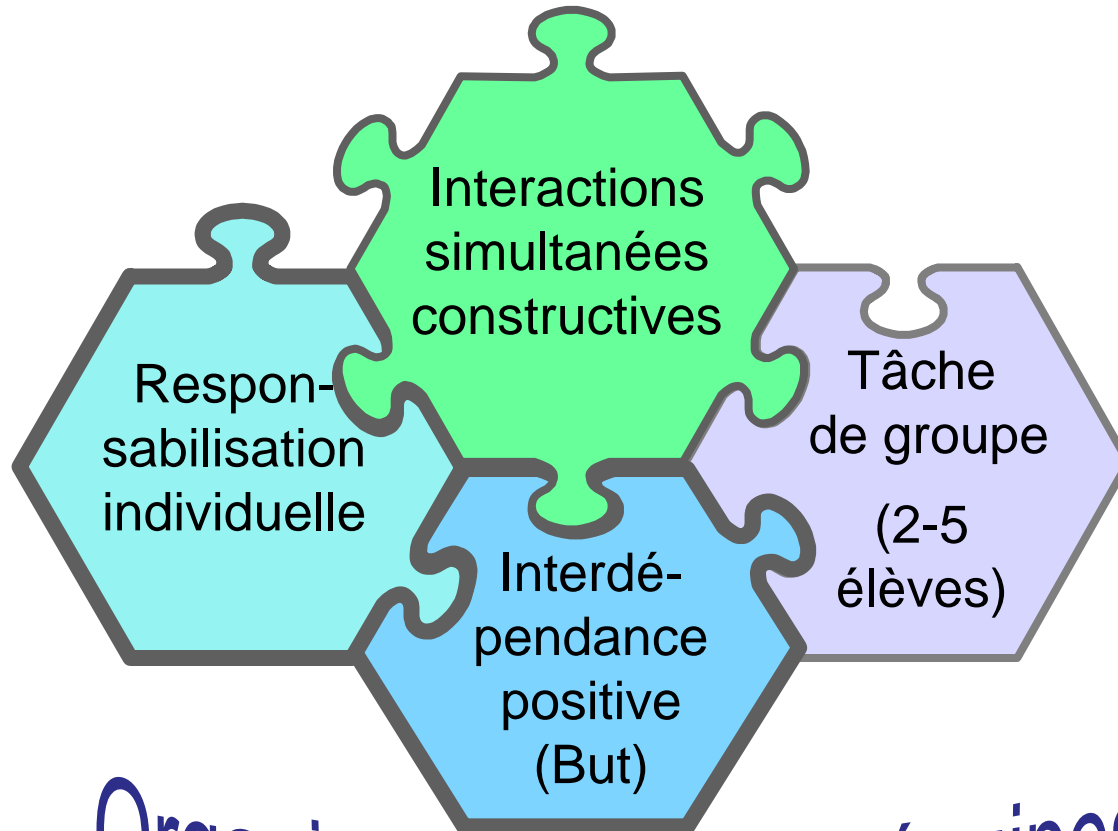 Interactions
simultanées
constructives
Respon-
sabilisation
individuelle
Tâche
de groupe
(2-5
élèves)
Interdé-
pendance
positive
(But)